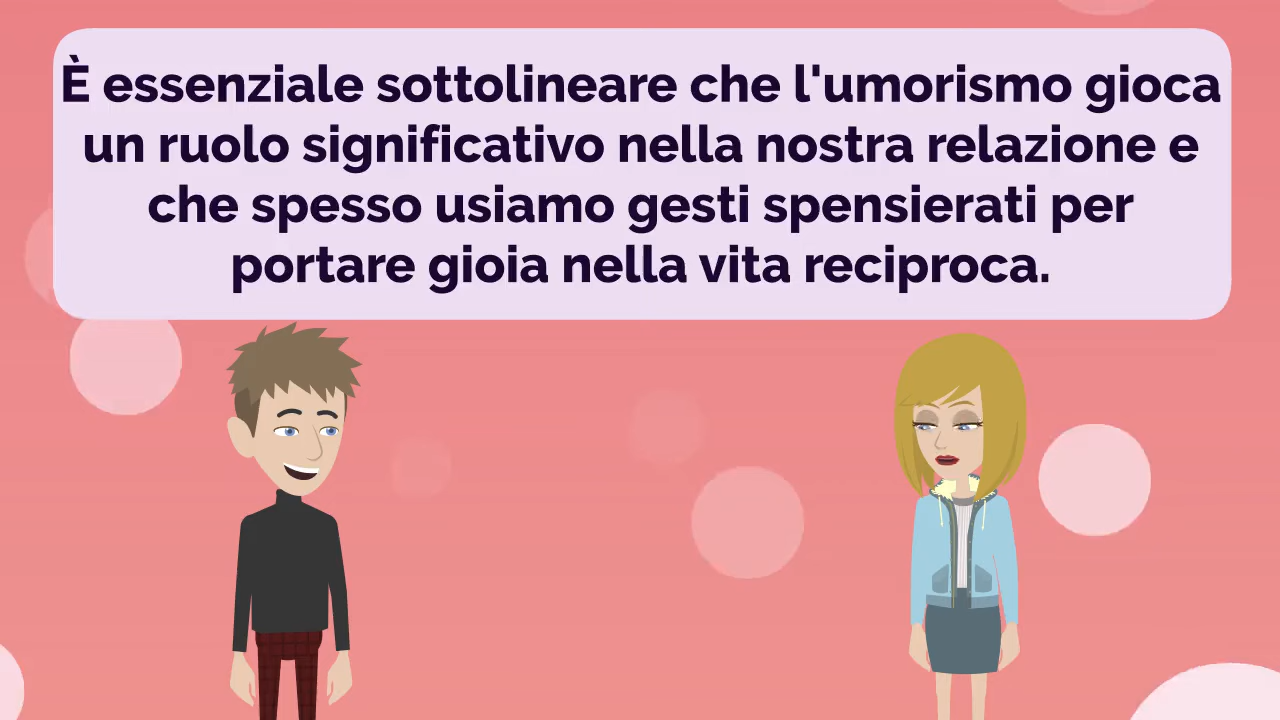 È essenziale sottolineare che l'umorismo gioca
un ruolo significativo nella nostra relazione e
che spesso usiamo gesti spensierati per
portare gioia nella vita reciproca.